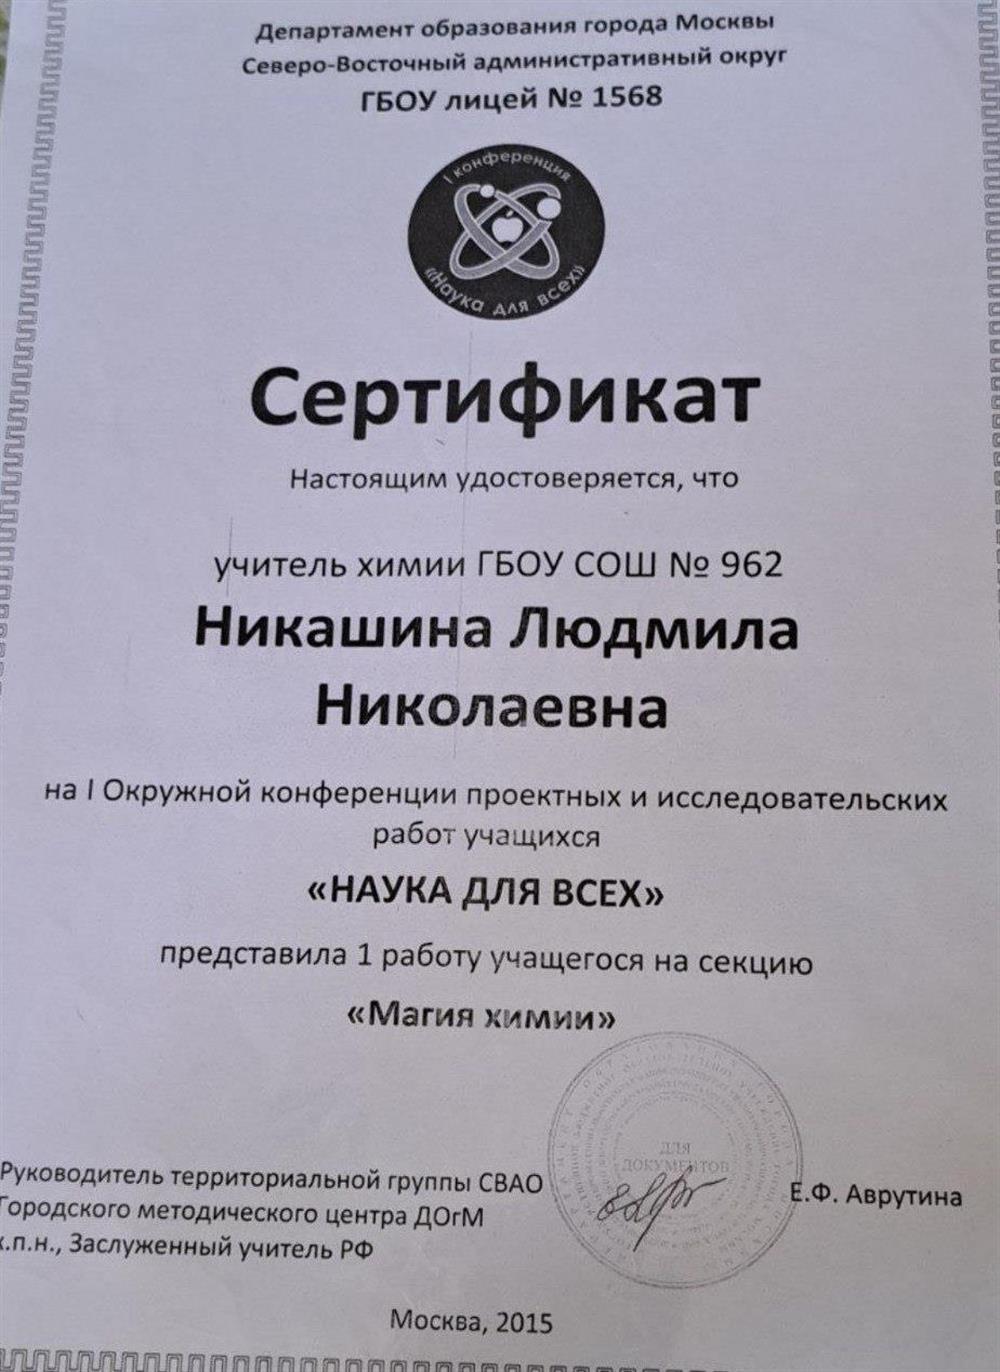 Департамент образования города Москвы
Северо-Восточный административный округ
ГБОУ лицей № 1568
I конференция
«Наука для всех»
Сертификат
Настоящим удостоверяется, что
учитель химии ГБОУ СОШ № 962
Никашина Людмила
Николаевна
на I Окружной конференции проектных и исследовательских
работ учащихся
«НАУКА ДЛЯ ВСЕХ»
представила 1 работу учащегося на секцию
«Магия химии»
ДЛЯ
ДОКУМЕНТОВ
Руководитель территориальной группы СВАО
Городского методического центра ДОгМ
к.п.н., Заслуженный учитель РФ
Е.Ф. Аврутина
Москва, 2015